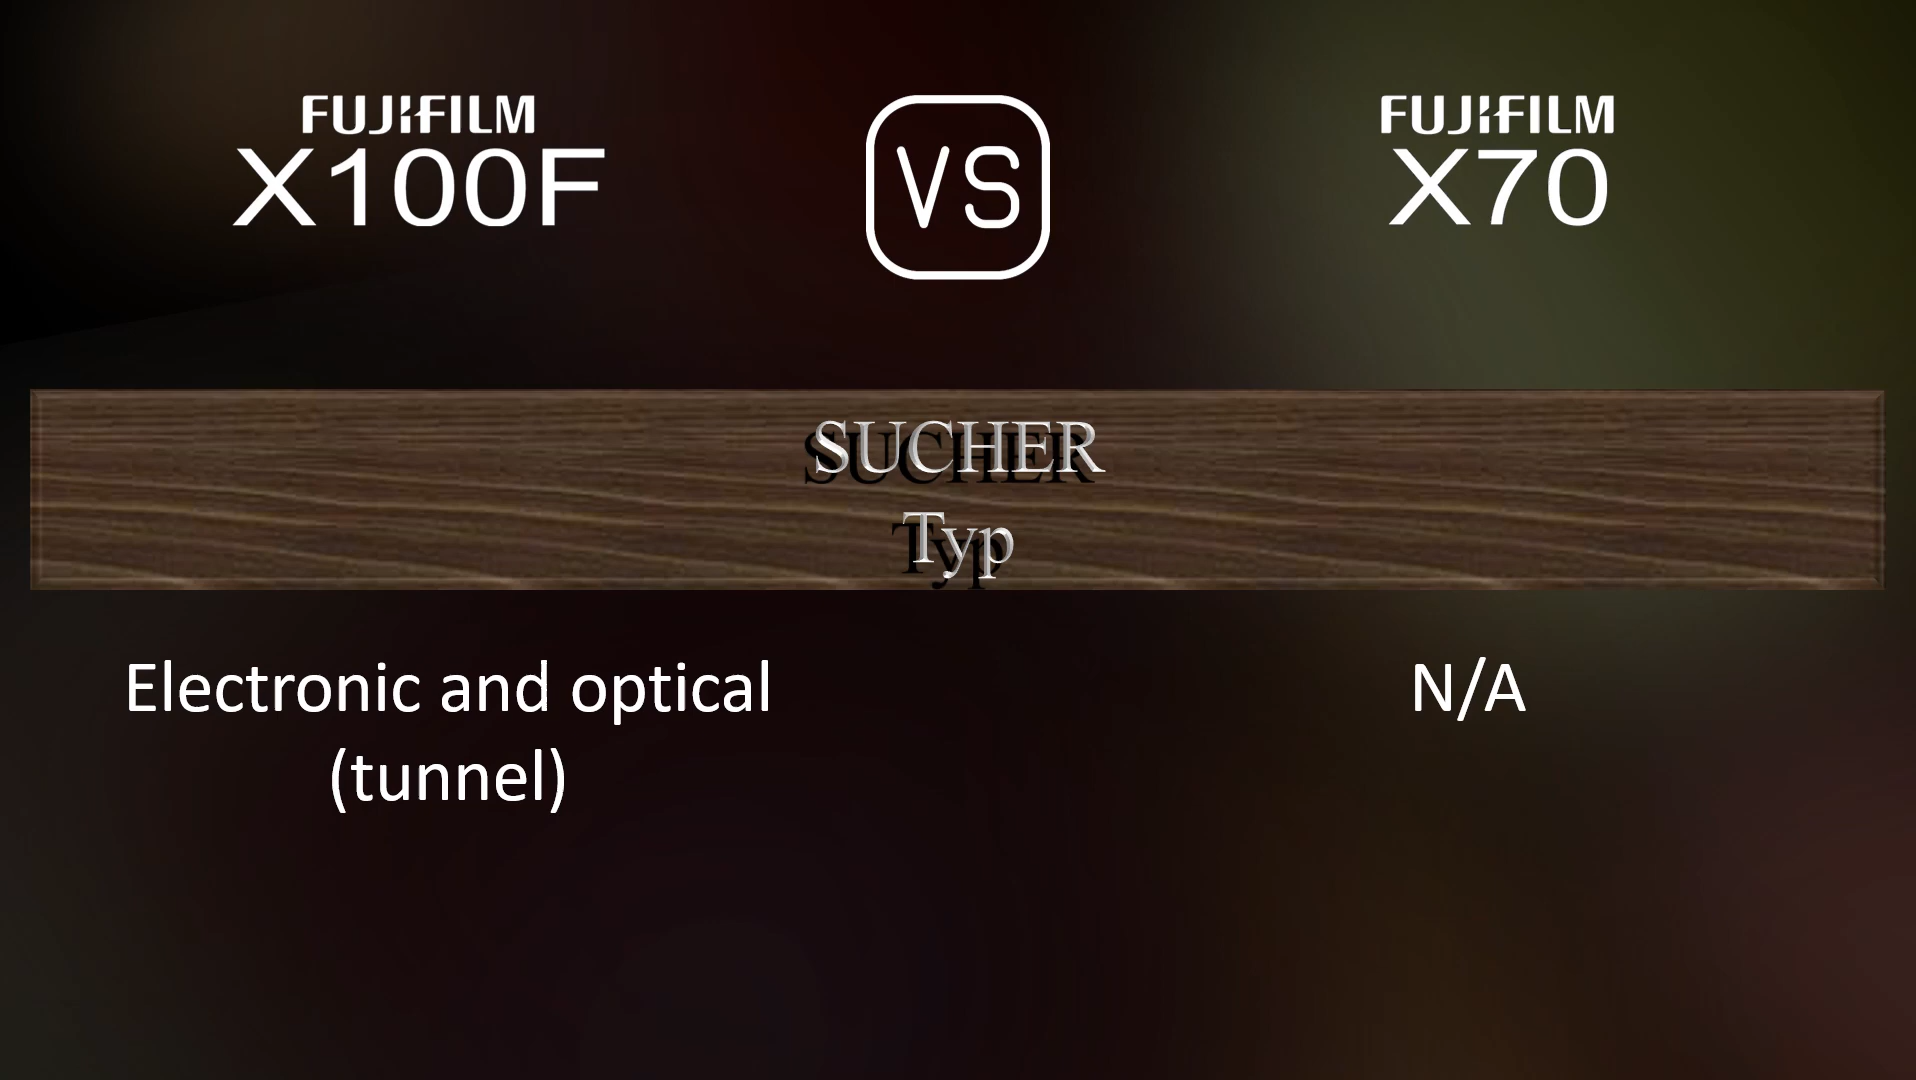 FUJIFILM
X100F
VS
FUJIFILM
X70
SUCHER
Typ
Electronic and optical
(tunnel)
N/A